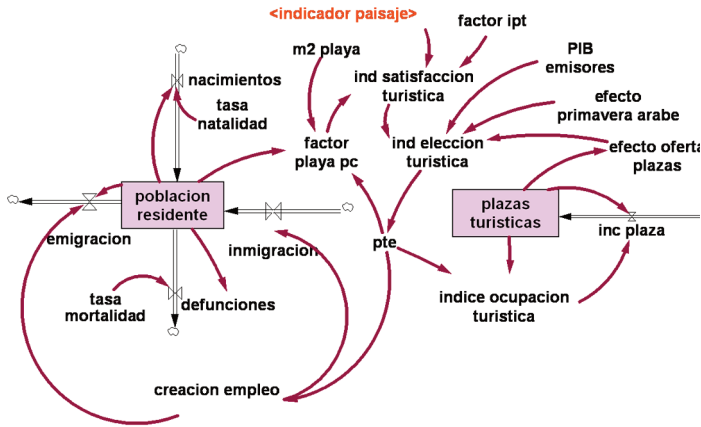 <indicador paisaje>
factor ipt
m2 playa
PIB
emisores
nacimientos
ind satisfaccion
turistica
tasa
natalidad
efecto
primavera arabe
factor
playa pc
ind eleccion
turistica
efecto oferta
plazas
poblacion
residente
plazas
turisticas
emigracion
inmigracion
pte
inc plaza
tasa
mortalidad
defunciones
indice ocupacion
turistica
creacion empleo